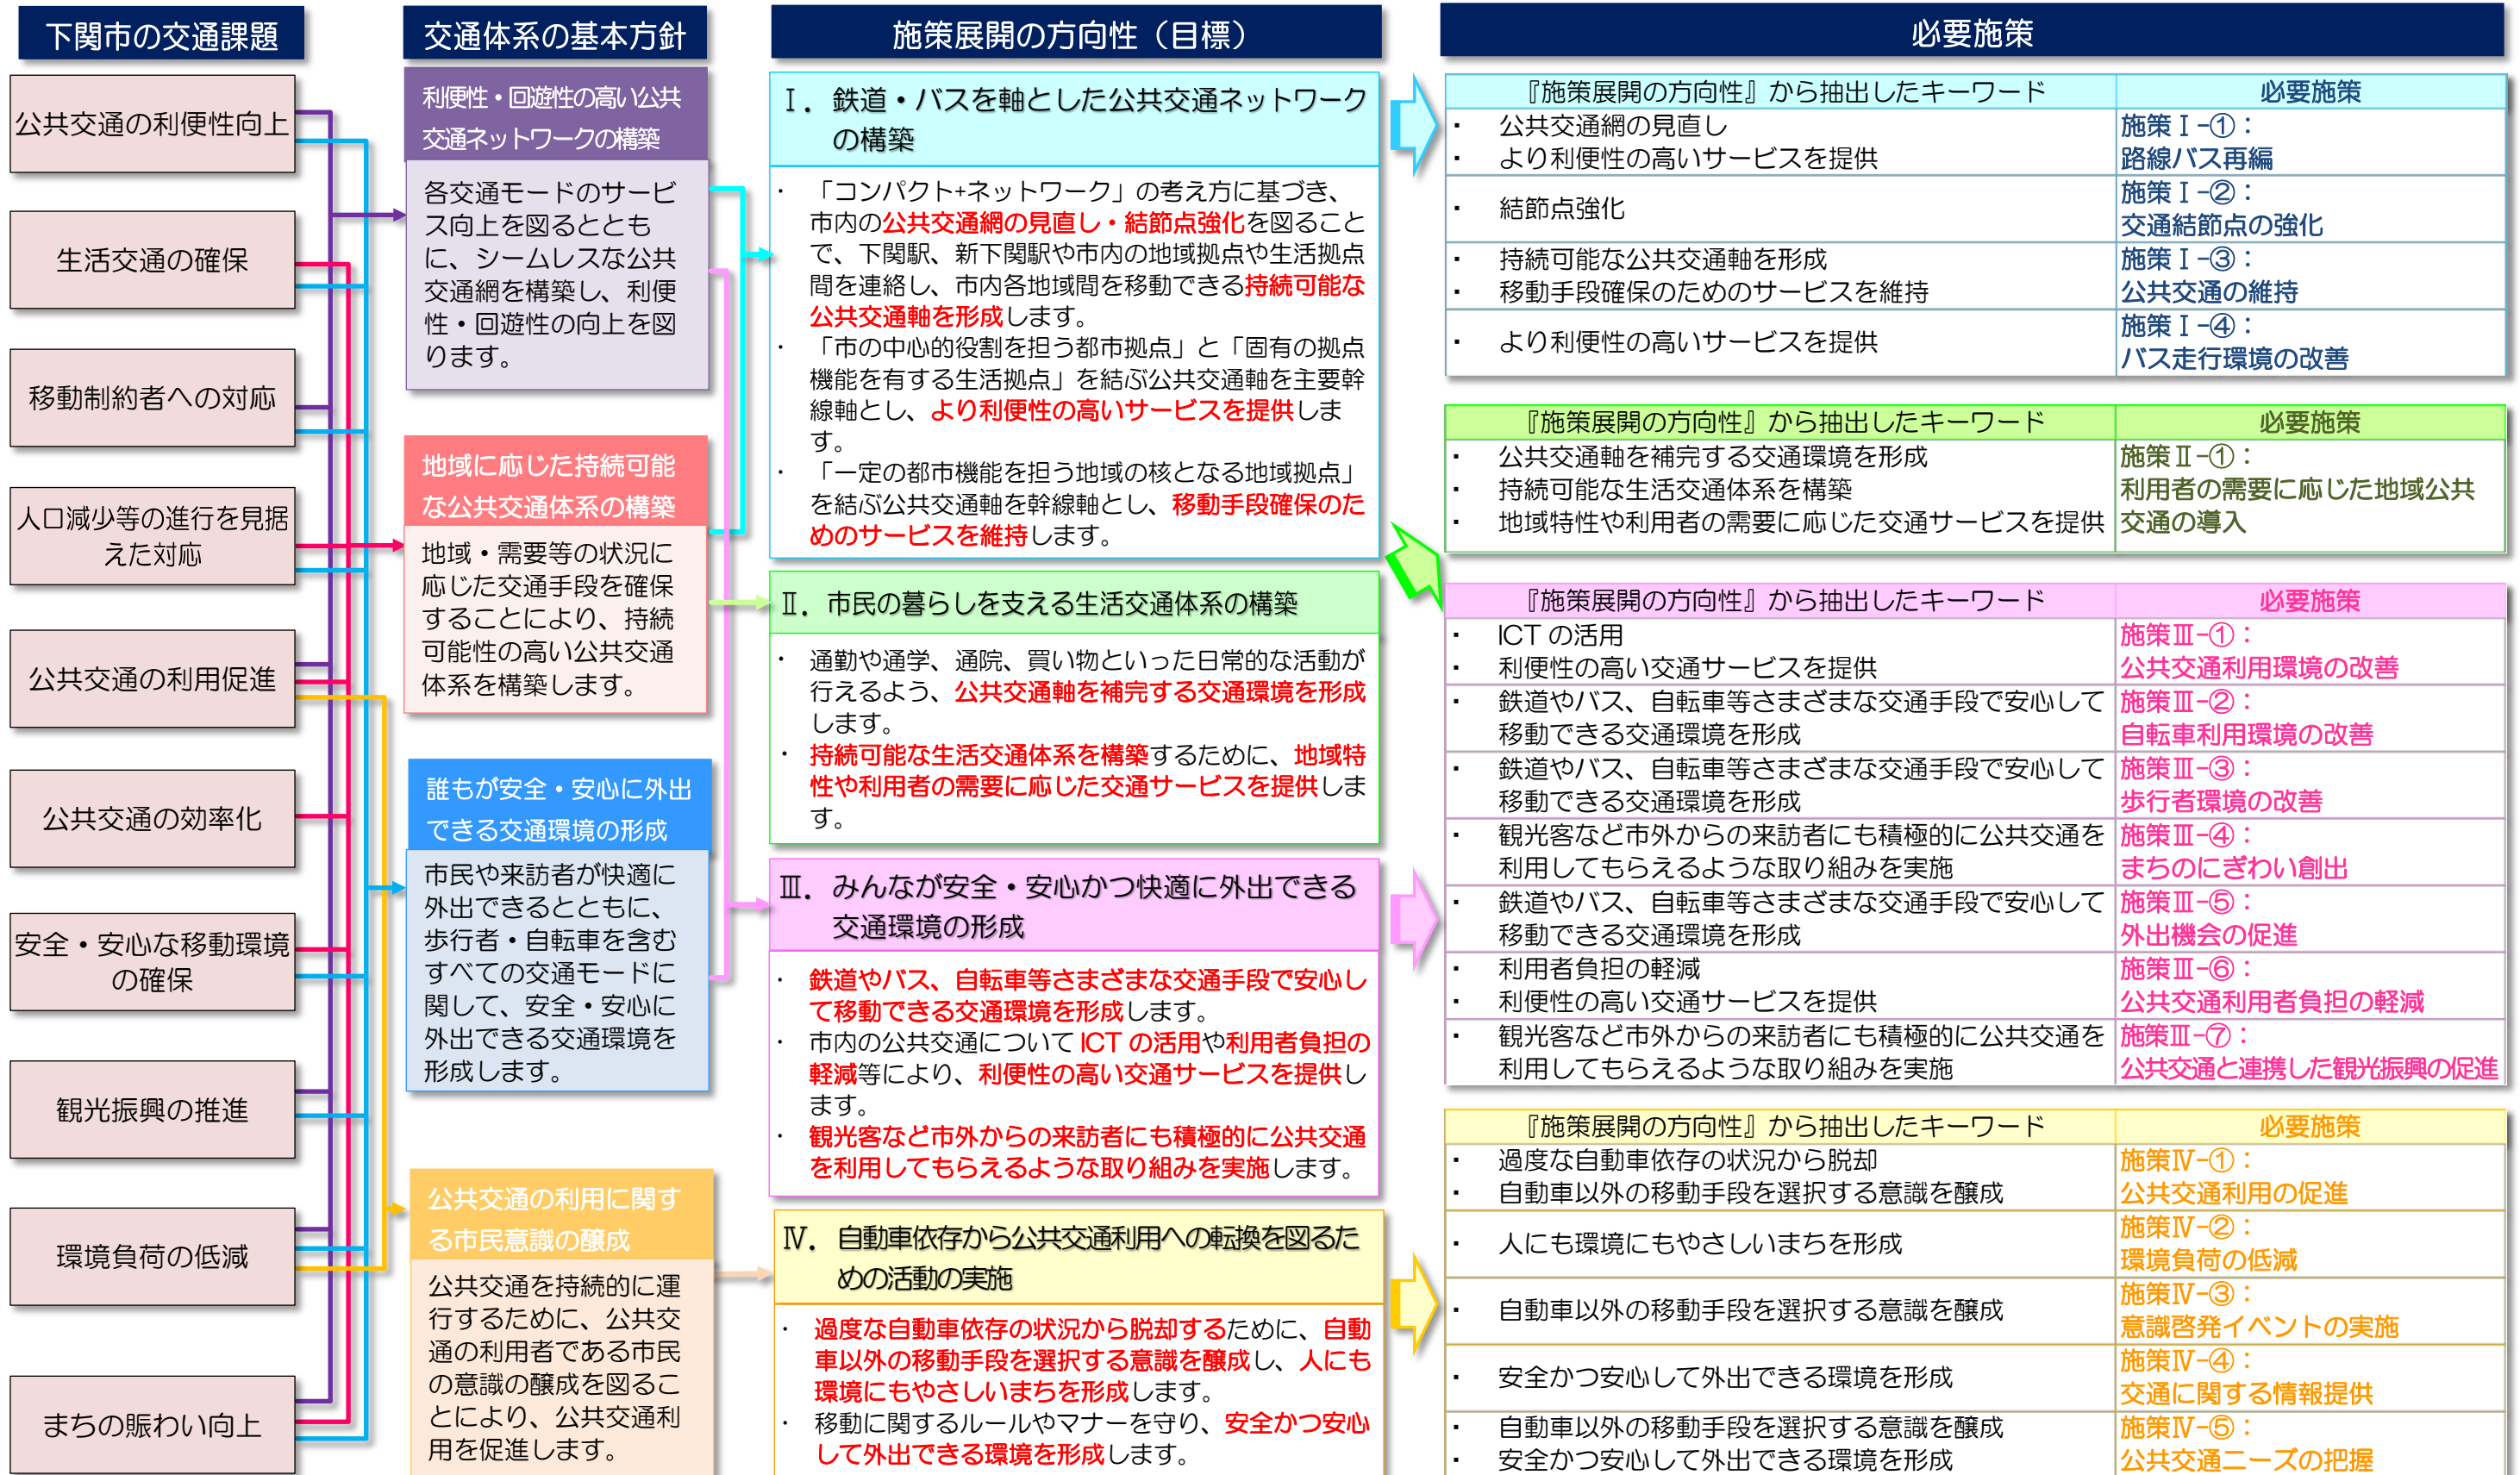 下関市の交通課題
公共交通の利便性向上
生活交通の確保
移動制約者への対応
人口減少等の進行を見据
えた対応
公共交通の利用促進
公共交通の効率化
安全・安心な移動環境
の確保
観光振興の推進
環境負荷の低減
まちの賑わい向上
交通体系の基本方針
利便性・回遊性の高い公共
交通ネットワークの構築
各交通モードのサービ
ス向上を図るととも
に、シームレスな公共
交通網を構築し、利便
性・回遊性の向上を図
ります。
地域に応じた持続可能
な公共交通体系の構築
地域・需要等の状況に
応じた交通手段を確保
することにより、持続
可能性の高い公共交通
体系を構築します。
誰もが安全・安心に外出
できる交通環境の形成
市民や来訪者が快適に
外出できるとともに、
歩行者・自転車を含む
すべての交通モードに
関して、安全・安心に
外出できる交通環境を
形成します。
公共交通の利用に関す
る市民意識の醸成
公共交通を持続的に運
行するために、公共交
通の利用者である市民
の意識の醸成を図るこ
とにより、公共交通利
用を促進します。
施策展開の方向性（目標）
Ⅰ．鉄道・バスを軸とした公共交通ネットワーク
の構築
・「コンパクト+ネットワーク」の考え方に基づき、
市内の公共交通網の見直し・結節点強化を図ること
で、下関駅、新下関駅や市内の地域拠点や生活拠点
間を連絡し、市内各地域間を移動できる持続可能な
公共交通軸を形成します。
・「市の中心的役割を担う都市拠点」と「固有の拠点
機能を有する生活拠点」を結ぶ公共交通軸を主要幹
線軸とし、より利便性の高いサービスを提供しま
す。
・「一定の都市機能を担う地域の核となる地域拠点」
を結ぶ公共交通軸を幹線軸とし、移動手段確保のた
めのサービスを維持します。
Ⅱ．市民の暮らしを支える生活交通体系の構築
・通勤や通学、通院、買い物といった日常的な活動が
行えるよう、公共交通軸を補完する交通環境を形成
します。
・持続可能な生活交通体系を構築するために、地域特
性や利用者の需要に応じた交通サービスを提供しま
す。
Ⅲ．みんなが安全・安心かつ快適に外出できる
交通環境の形成
・鉄道やバス、自転車等さまざまな交通手段で安心し
て移動できる交通環境を形成します。
・市内の公共交通について ICT の活用や利用者負担の
軽減等により、利便性の高い交通サービスを提供し
ます。
・観光客など市外からの来訪者にも積極的に公共交通
を利用してもらえるような取り組みを実施します。
Ⅳ．自動車依存から公共交通利用への転換を図るた
めの活動の実施
・過度な自動車依存の状況から脱却するために、自動
車以外の移動手段を選択する意識を醸成し、人にも
環境にもやさしいまちを形成します。
・移動に関するルールやマナーを守り、安全かつ安心
して外出できる環境を形成します。
必要施策
『施策展開の方向性』から抽出したキーワード 必要施策
・公共交通網の見直し
・より利便性の高いサービスを提供
施策Ⅰ-①：
路線バス再編
・結節点強化
施策Ⅰ-②：
交通結節点の強化
・持続可能な公共交通軸を形成
・移動手段確保のためのサービスを維持
施策Ⅰ-③：
公共交通の維持
・より利便性の高いサービスを提供
施策Ⅰ-④：
バス走行環境の改善
『施策展開の方向性』から抽出したキーワード 必要施策
・公共交通軸を補完する交通環境を形成
・持続可能な生活交通体系を構築
・地域特性や利用者の需要に応じた交通サービスを提供
施策Ⅱ-①：
利用者の需要に応じた地域公共
交通の導入
『施策展開の方向性』から抽出したキーワード 必要施策
・ICT の活用
・利便性の高い交通サービスを提供
施策Ⅲ-①：
公共交通利用環境の改善
・鉄道やバス、自転車等さまざまな交通手段で安心して
移動できる交通環境を形成
施策Ⅲ-②：
自転車利用環境の改善
・鉄道やバス、自転車等さまざまな交通手段で安心して
移動できる交通環境を形成
施策Ⅲ-③：
歩行者環境の改善
・観光客など市外からの来訪者にも積極的に公共交通を
利用してもらえるような取り組みを実施
施策Ⅲ-④：
まちのにぎわい創出
・鉄道やバス、自転車等さまざまな交通手段で安心して
移動できる交通環境を形成
施策Ⅲ-⑤：
外出機会の促進
・利用者負担の軽減
・利便性の高い交通サービスを提供
施策Ⅲ-⑥：
公共交通利用者負担の軽減
・観光客など市外からの来訪者にも積極的に公共交通を
利用してもらえるような取り組みを実施
施策Ⅲ-⑦：
公共交通と連携した観光振興の促進
『施策展開の方向性』から抽出したキーワード 必要施策
・過度な自動車依存の状況から脱却
・自動車以外の移動手段を選択する意識を醸成
施策Ⅳ-①：
公共交通利用の促進
・人にも環境にもやさしいまちを形成
施策Ⅳ-②：
環境負荷の低減
・自動車以外の移動手段を選択する意識を醸成
施策Ⅳ-③：
意識啓発イベントの実施
・安全かつ安心して外出できる環境を形成
施策Ⅳ-④：
交通に関する情報提供
・自動車以外の移動手段を選択する意識を醸成
・安全かつ安心して外出できる環境を形成
施策Ⅳ-⑤：
公共交通ニーズの把握